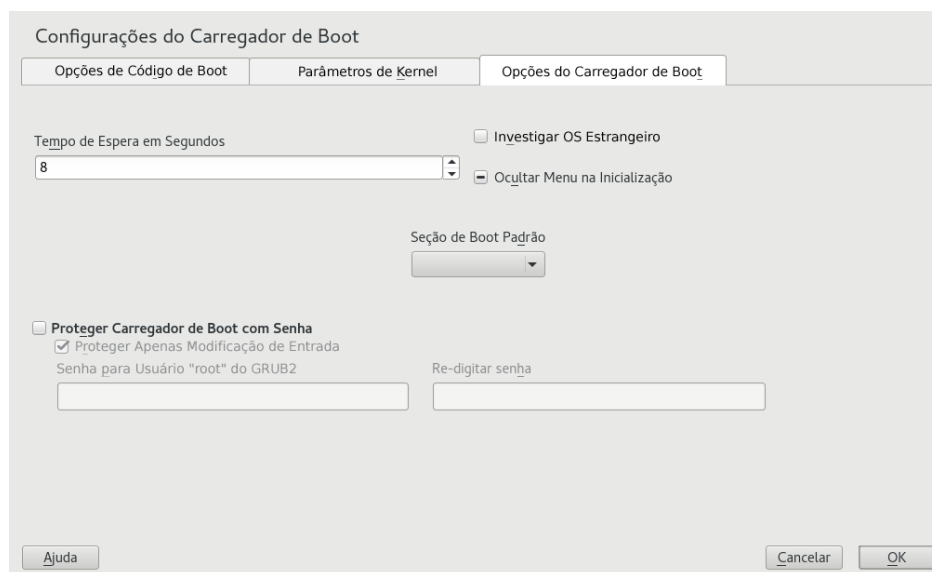 Configurações do Carregador de Boot
Opções de Código de Boot
Parâmetros de Kernel
Opções do Carregador de Boot
Tempo de Espera em Segundos
Investigar OS Estrangeiro
8
Ocultar Menu na Inicialização
Seção de Boot Padrão
Proteger Carregador de Boot com Senha
Proteger Apenas Modificação de Entrada
Senha para Usuário "root" do GRUB2
Re-digitar senha
Ajuda
Cancelar
OK